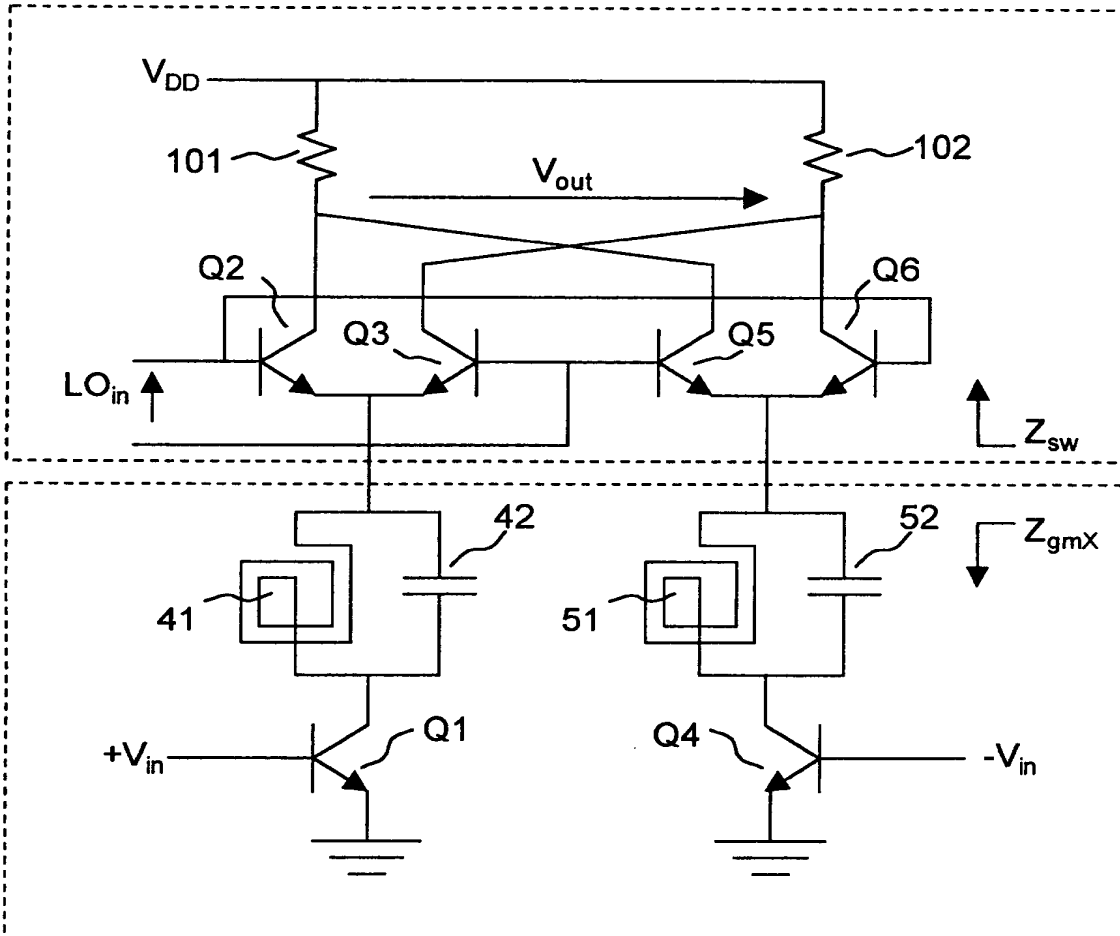 V_DD
101
102
V_out
Q2
Q6
Q3
Q5
LO_in
Z_sw
42
52
Z_gmX
41
51
Q1
Q4
+V_in
-V_in